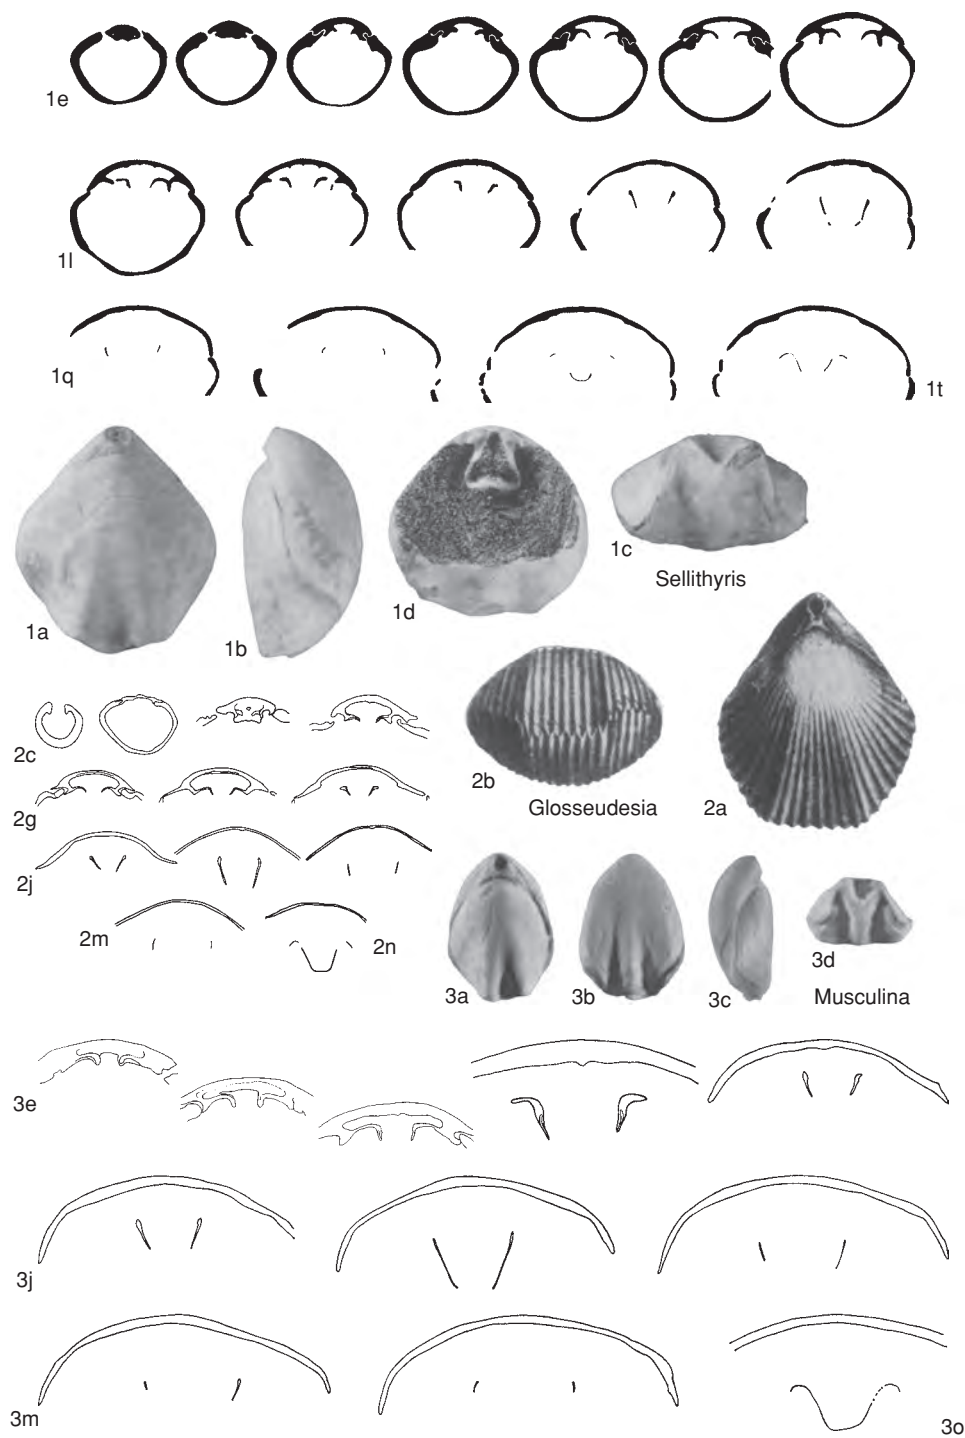 1e
1l
1q
1t
1a
1b
1d
1c
Sellithyris
2c
2g
2j
2m
2n
2b
Glosseudesia
2a
3a
3b
3c
3d
Musculina
3e
3j
3m
3o